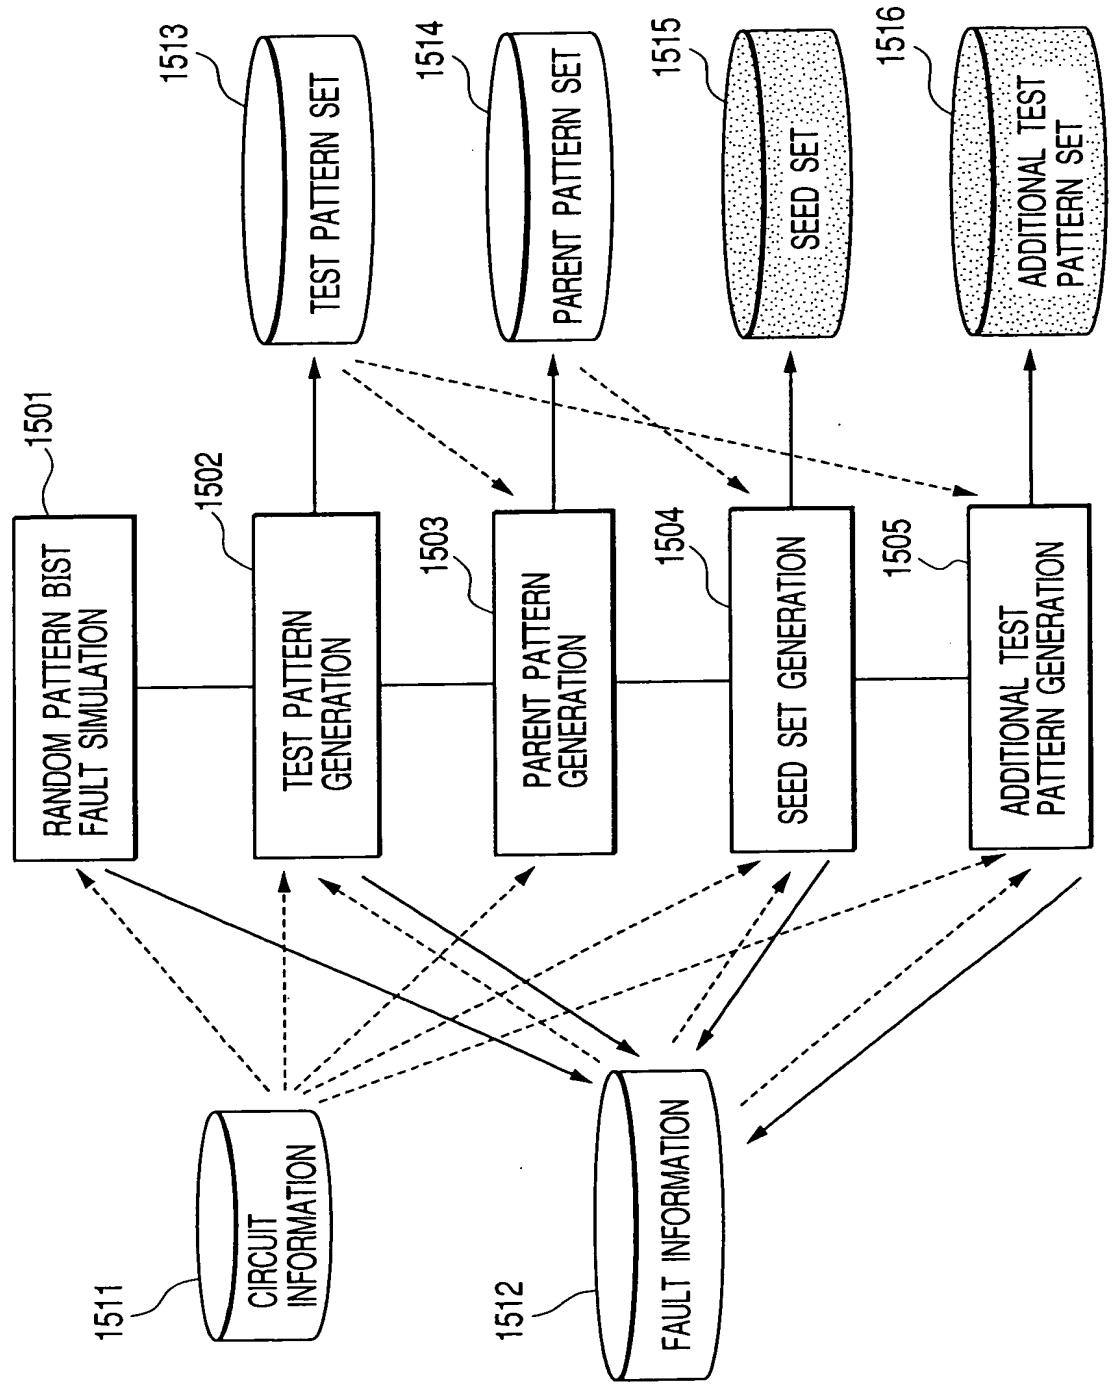 1501
RANDOM PATTERN BIST
FAULT SIMULATION
1502
TEST PATTERN
GENERATION
1503
PARENT PATTERN
GENERATION
1504
SEED SET GENERATION
1505
ADDITIONAL TEST
PATTERN GENERATION
1511
CIRCUIT
INFORMATION
1512
FAULT INFORMATION
1513
TEST PATTERN SET
1514
PARENT PATTERN SET
1515
SEED SET
1516
ADDITIONAL TEST
PATTERN SET